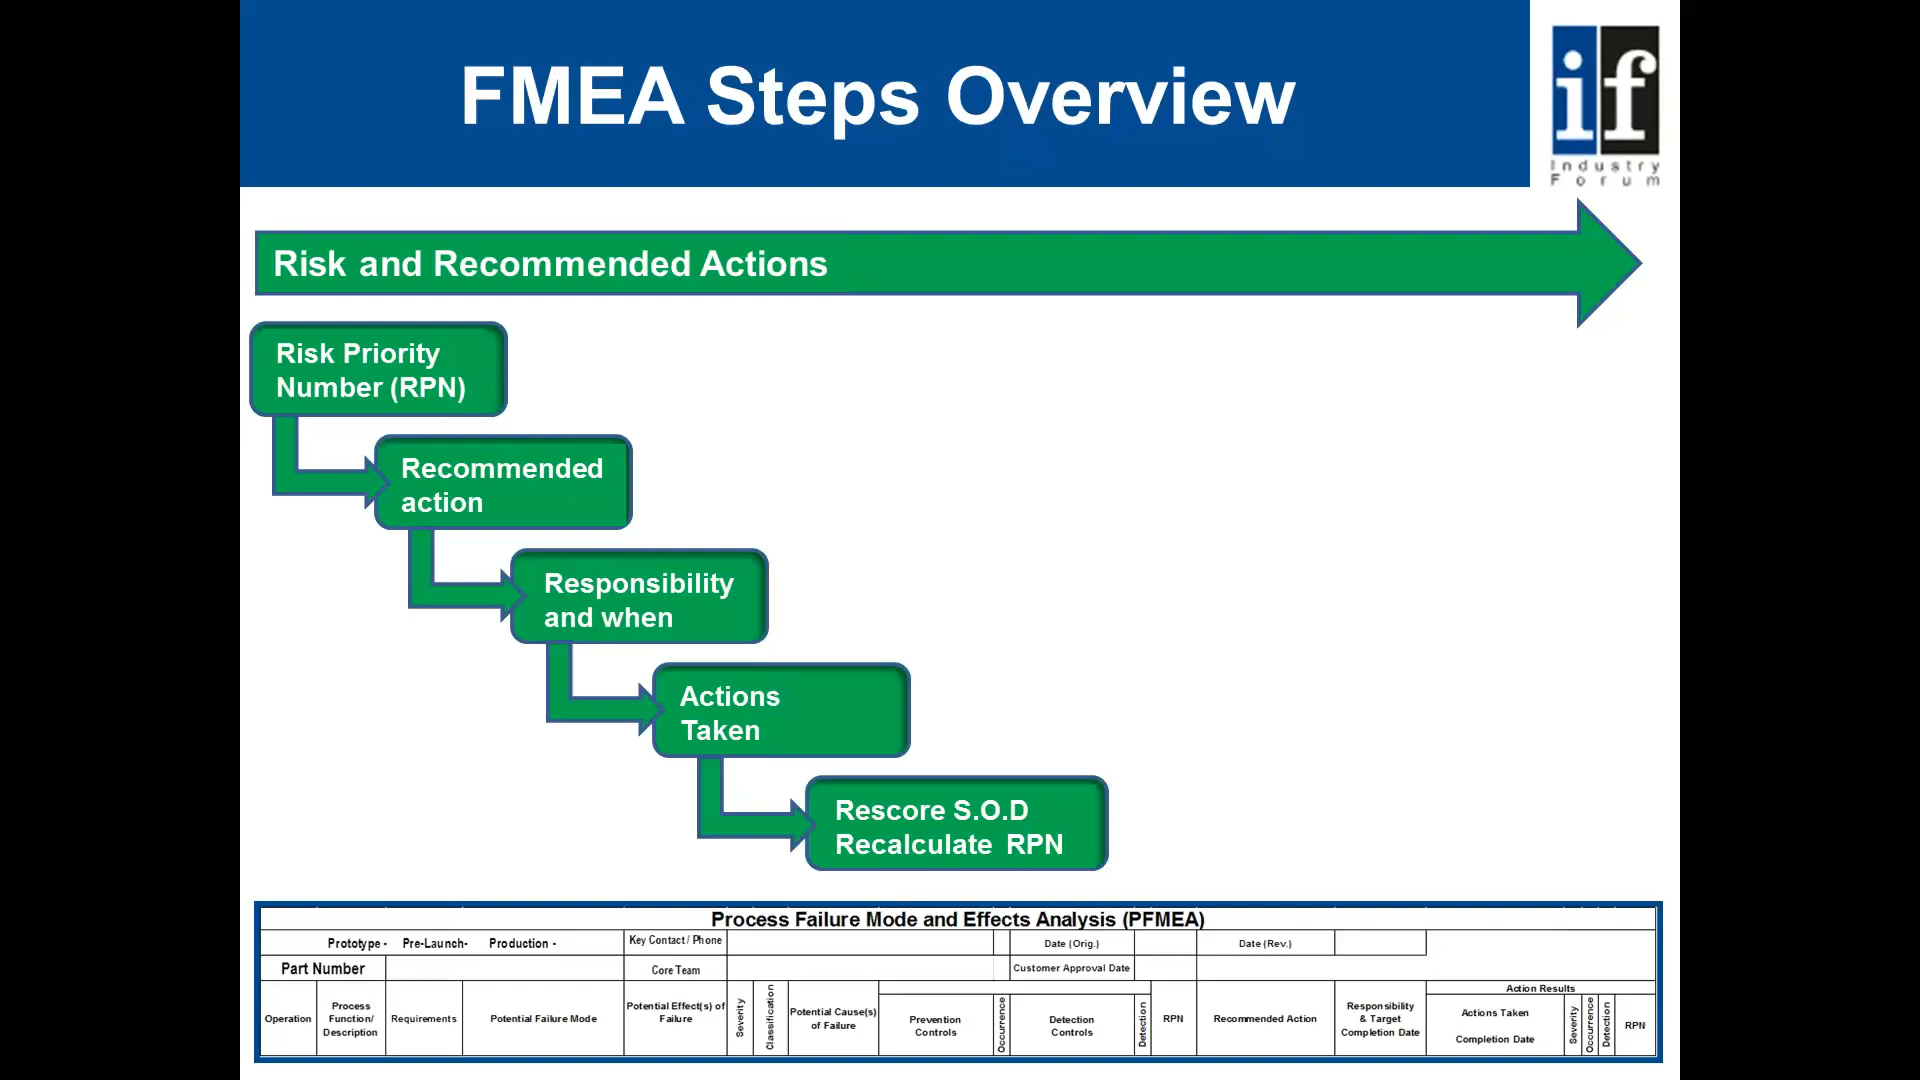 FMEA Steps Overview
if
Industry
Forum
Risk and Recommended Actions
Risk Priority
Number (RPN)
Recommended
action
Responsibility
and when
Actions
Taken
Rescore S.O.D
Recalculate RPN
Process Failure Mode and Effects Analysis (PFMEA)
Prototype - Pre-Launch- Production - Key Contact / Phone Date (Orig.) Date (Rev.)
Part Number Core Team Customer Approval Date
Action Results
Operation
Process
Function/
Description
Requirements
Potential Failure Mode
Potential Effect(s) of
Failure
Severity
Classification
Potential Cause(s)
of Failure
Prevention
Controls
Occurrence
Detection
Controls
Detection
RPN
Recommended Action
Responsibility
& Target
Completion Date
Actions Taken
Completion Date
Severity
Occurrence
Detection
RPN